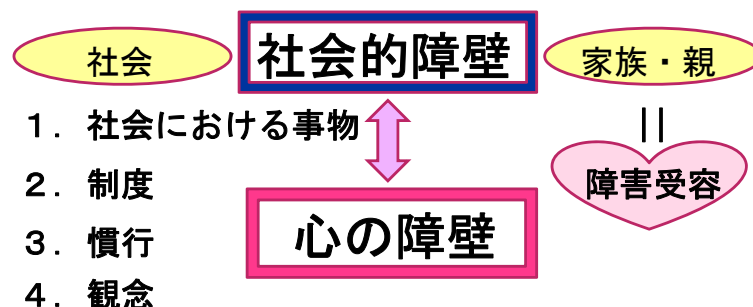 社会
社会的障壁
家族・親
１．社会における事物
||
２．制度
障害受容
３．慣行
心の障壁
４．観念